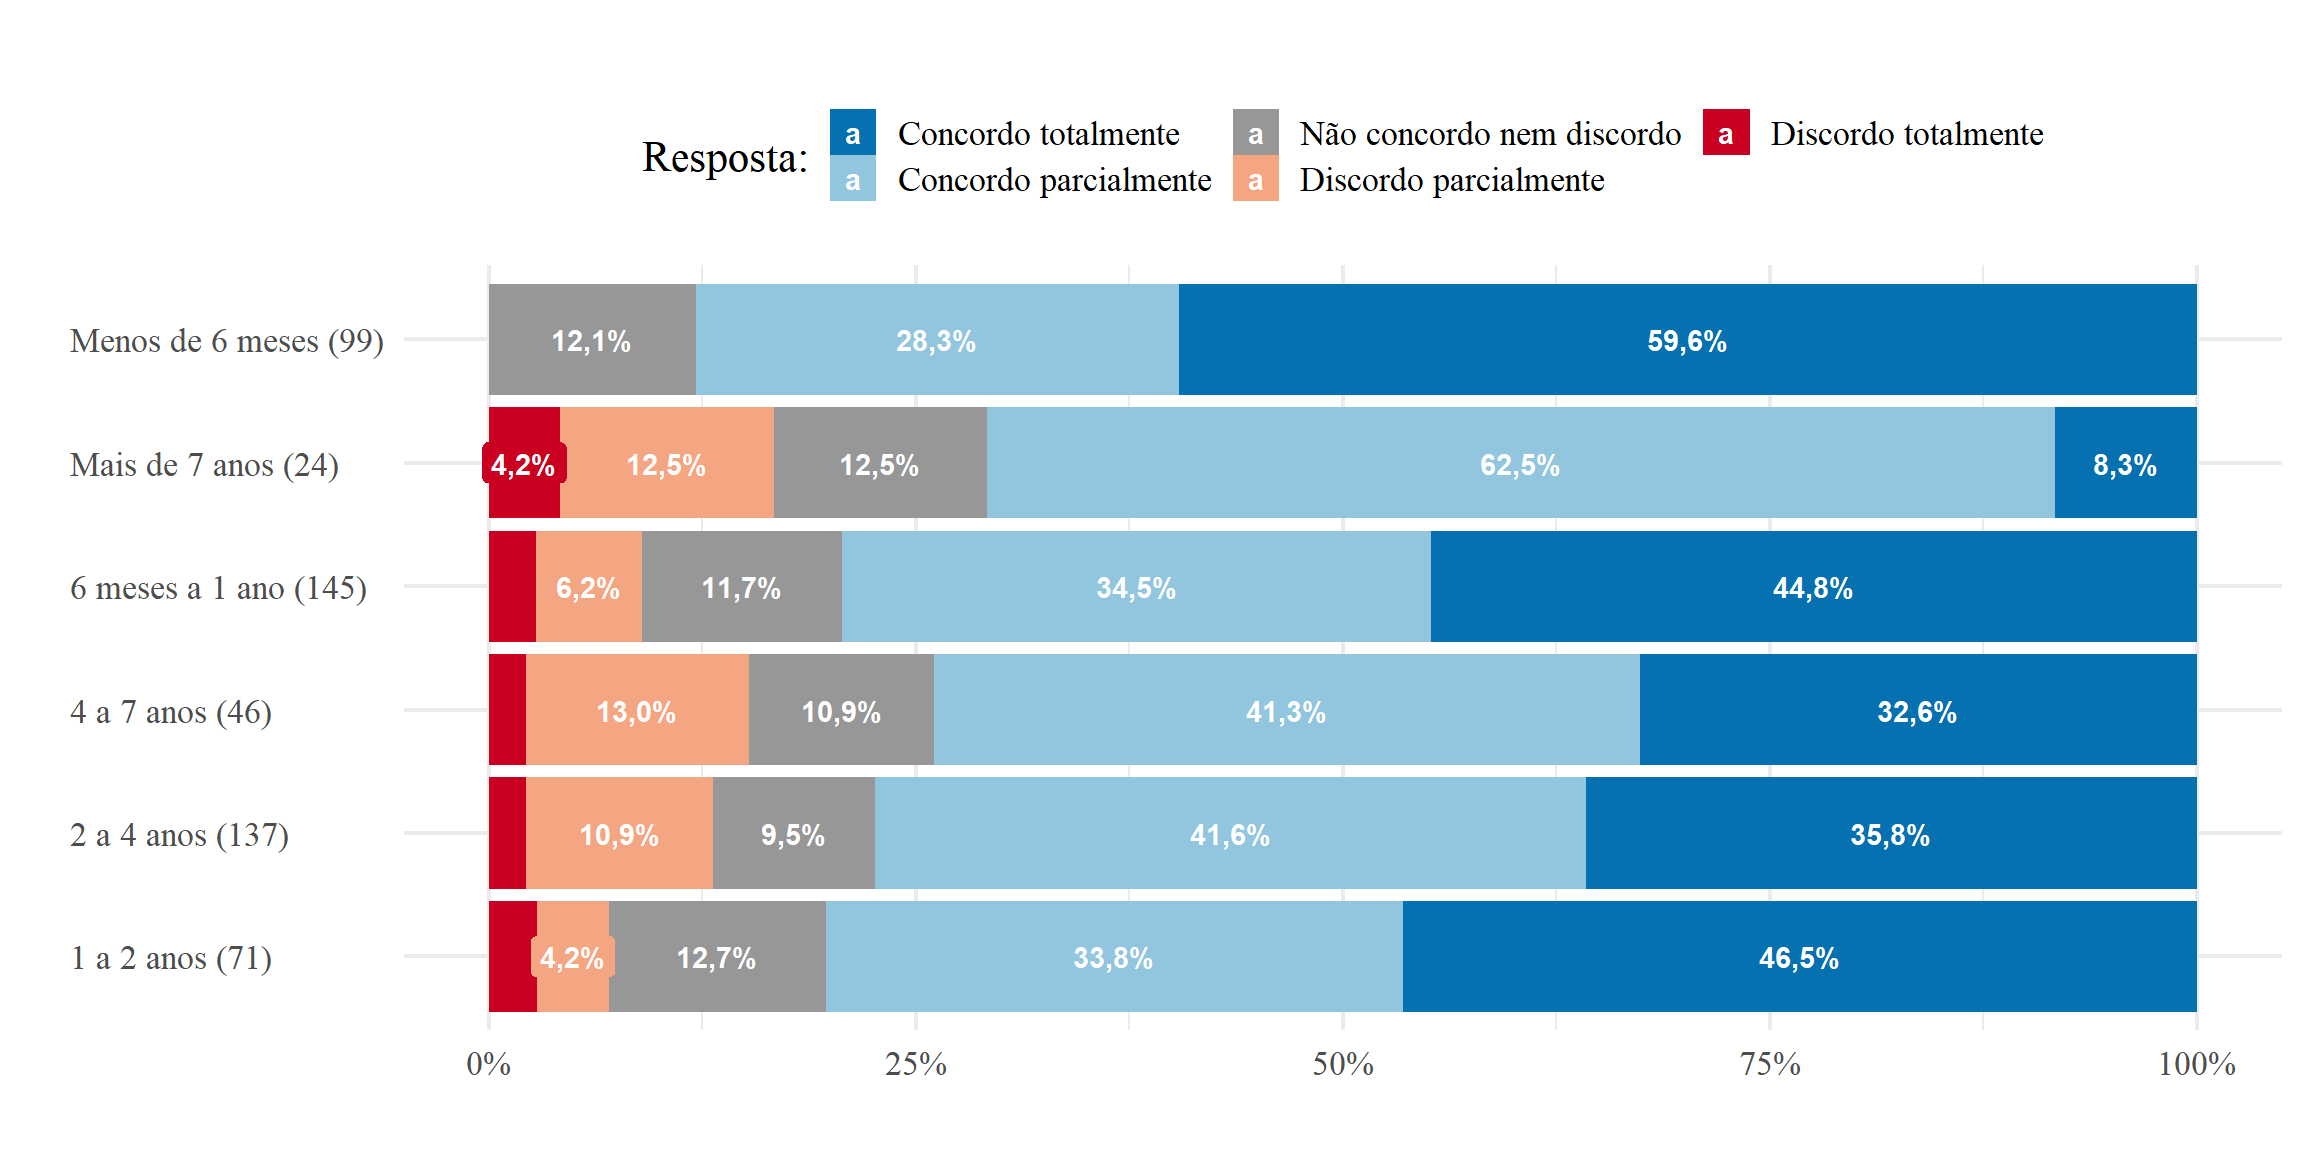 Resposta:
a Concordo totalmente
a Concordo parcialmente
a Não concordo nem discordo
a Discordo parcialmente
a Discordo totalmente
Menos de 6 meses (99) 12,1% 28,3% 59,6%
Mais de 7 anos (24) 4,2% 12,5% 12,5% 62,5% 8,3%
6 meses a 1 ano (145) 6,2% 11,7% 34,5% 44,8%
4 a 7 anos (46) 13,0% 10,9% 41,3% 32,6%
2 a 4 anos (137) 10,9% 9,5% 41,6% 35,8%
1 a 2 anos (71) 4,2% 12,7% 33,8% 46,5%
0% 25% 50% 75% 100%